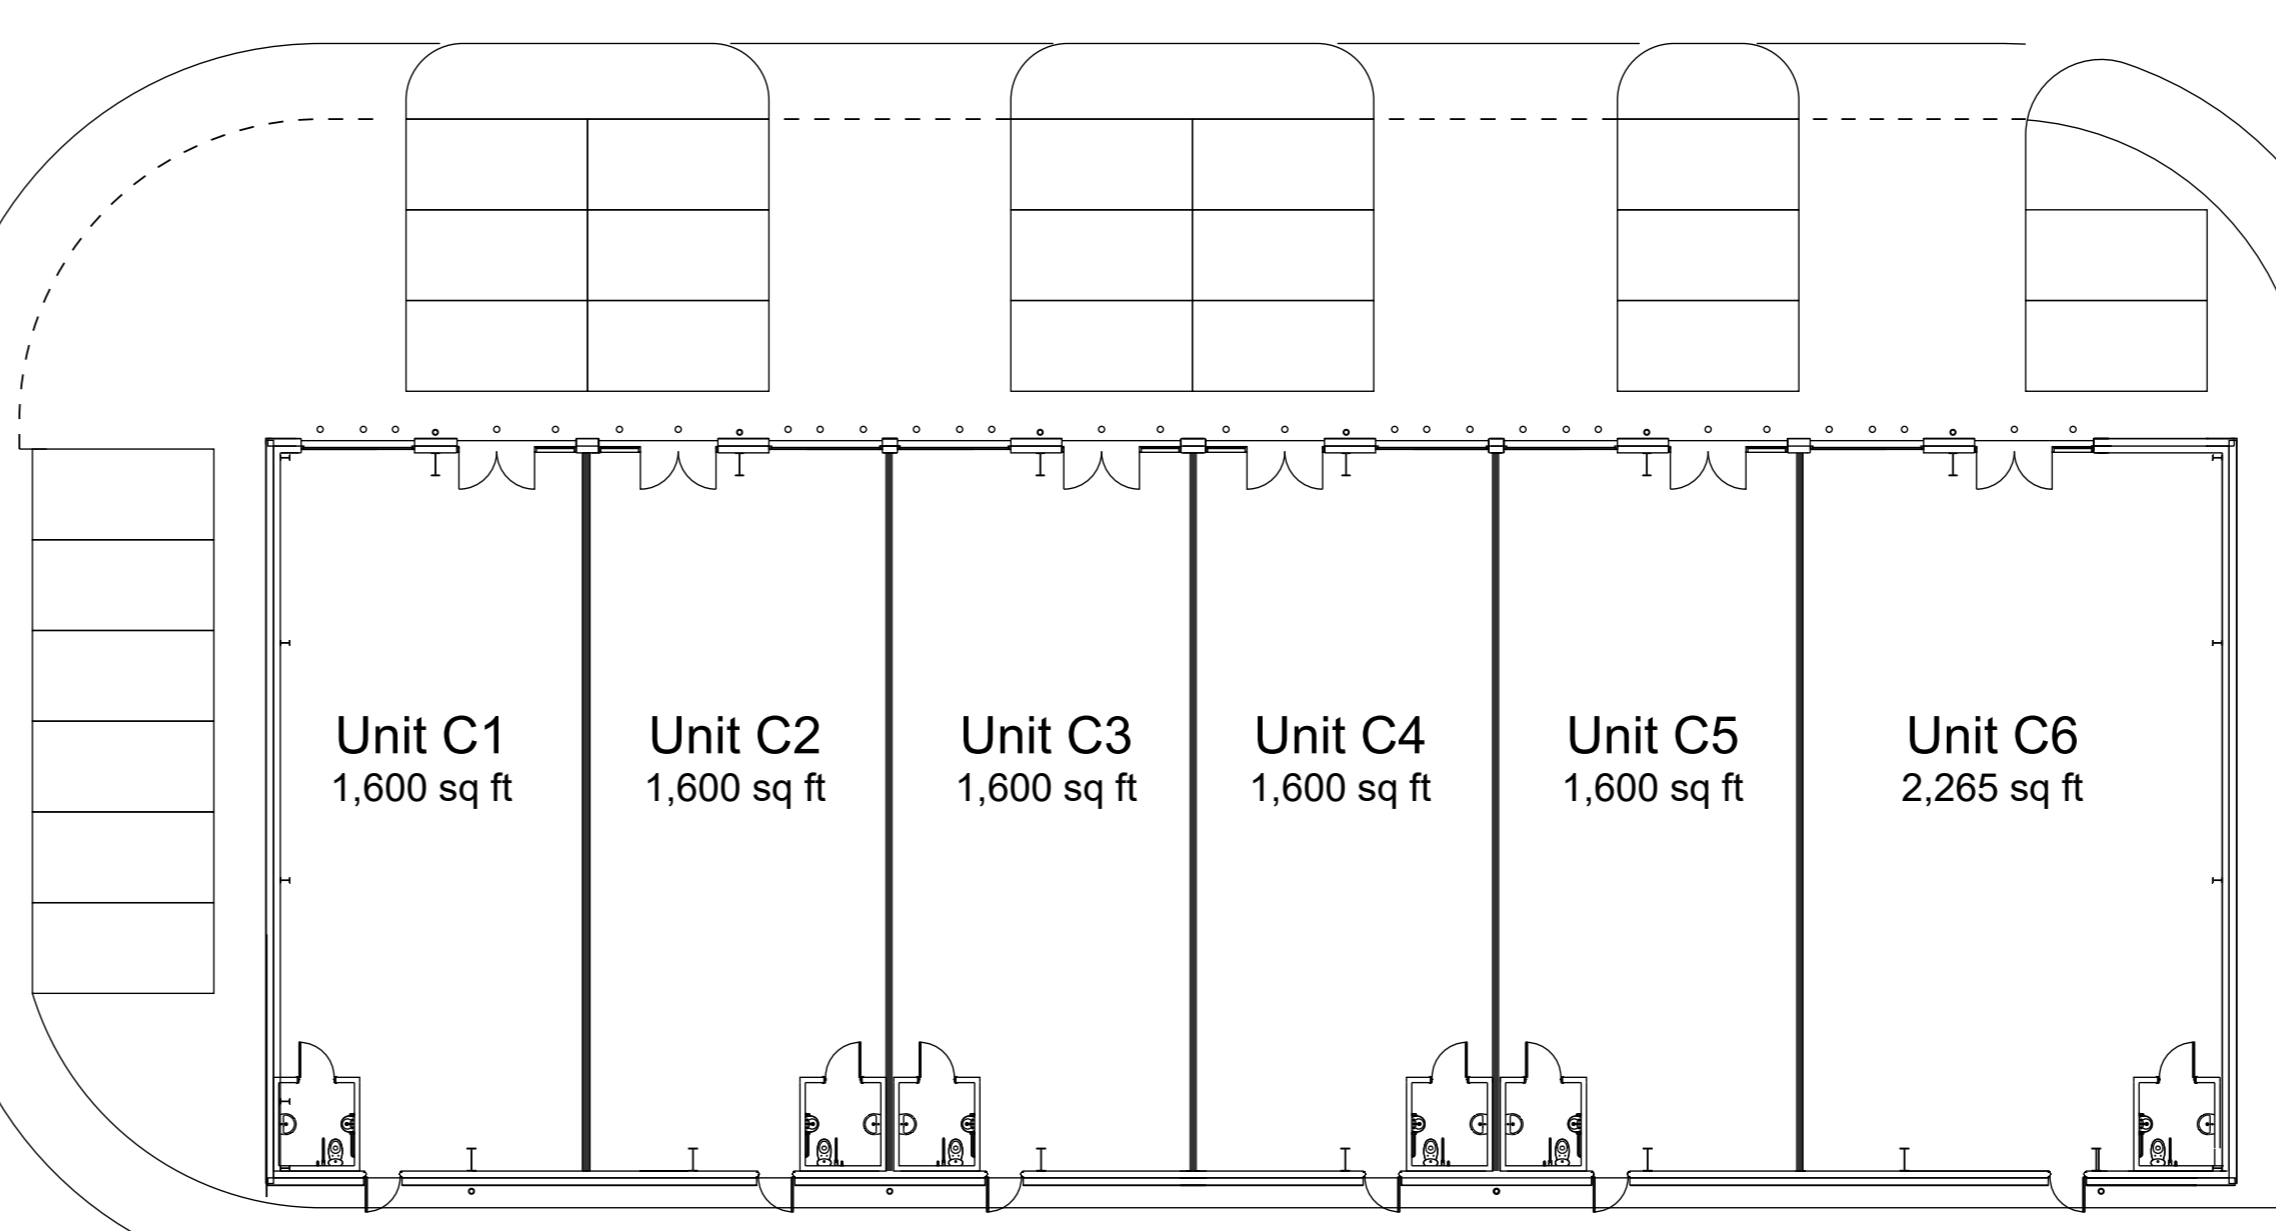 Unit C1
1,600 sq ft
Unit C2
1,600 sq ft
Unit C3
1,600 sq ft
Unit C4
1,600 sq ft
Unit C5
1,600 sq ft
Unit C6
2,265 sq ft